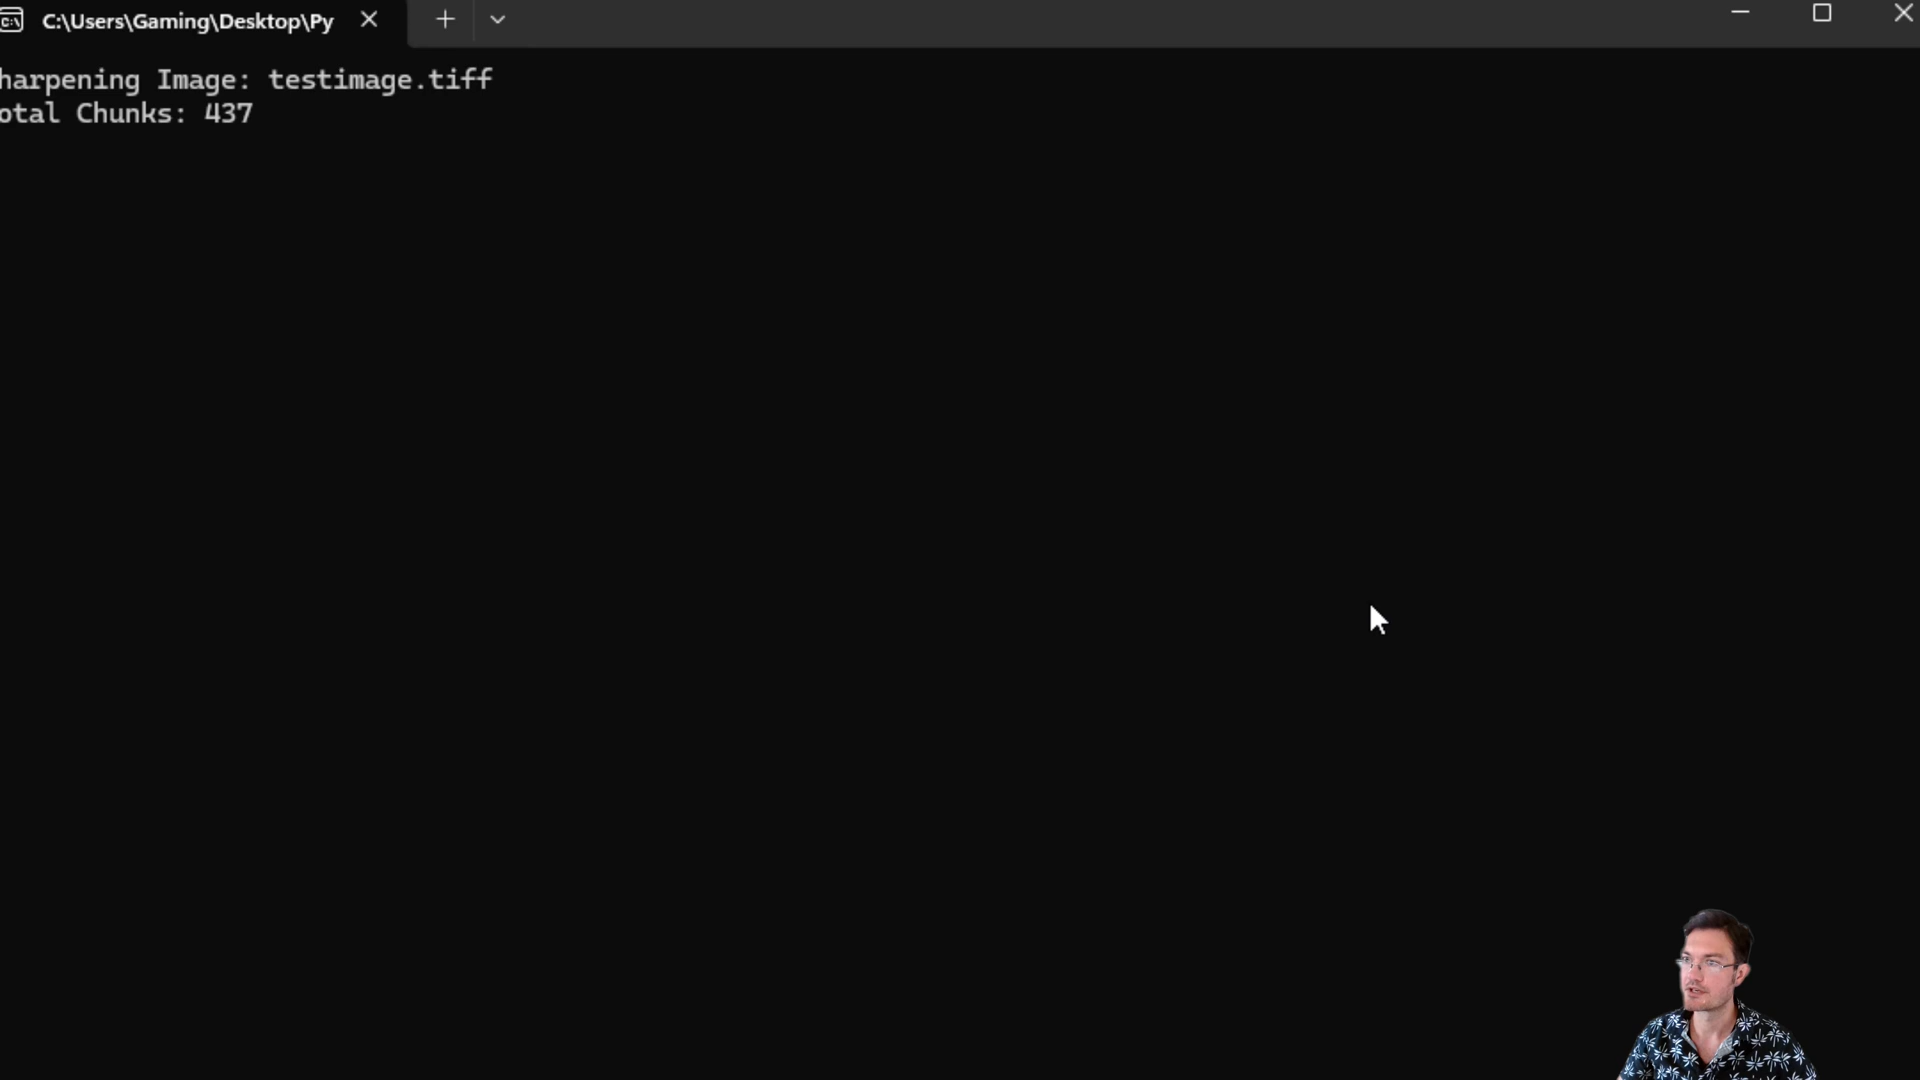 C:\Users\Gaming\Desktop\Py
harpening Image: testimage.tiff
otal Chunks: 437